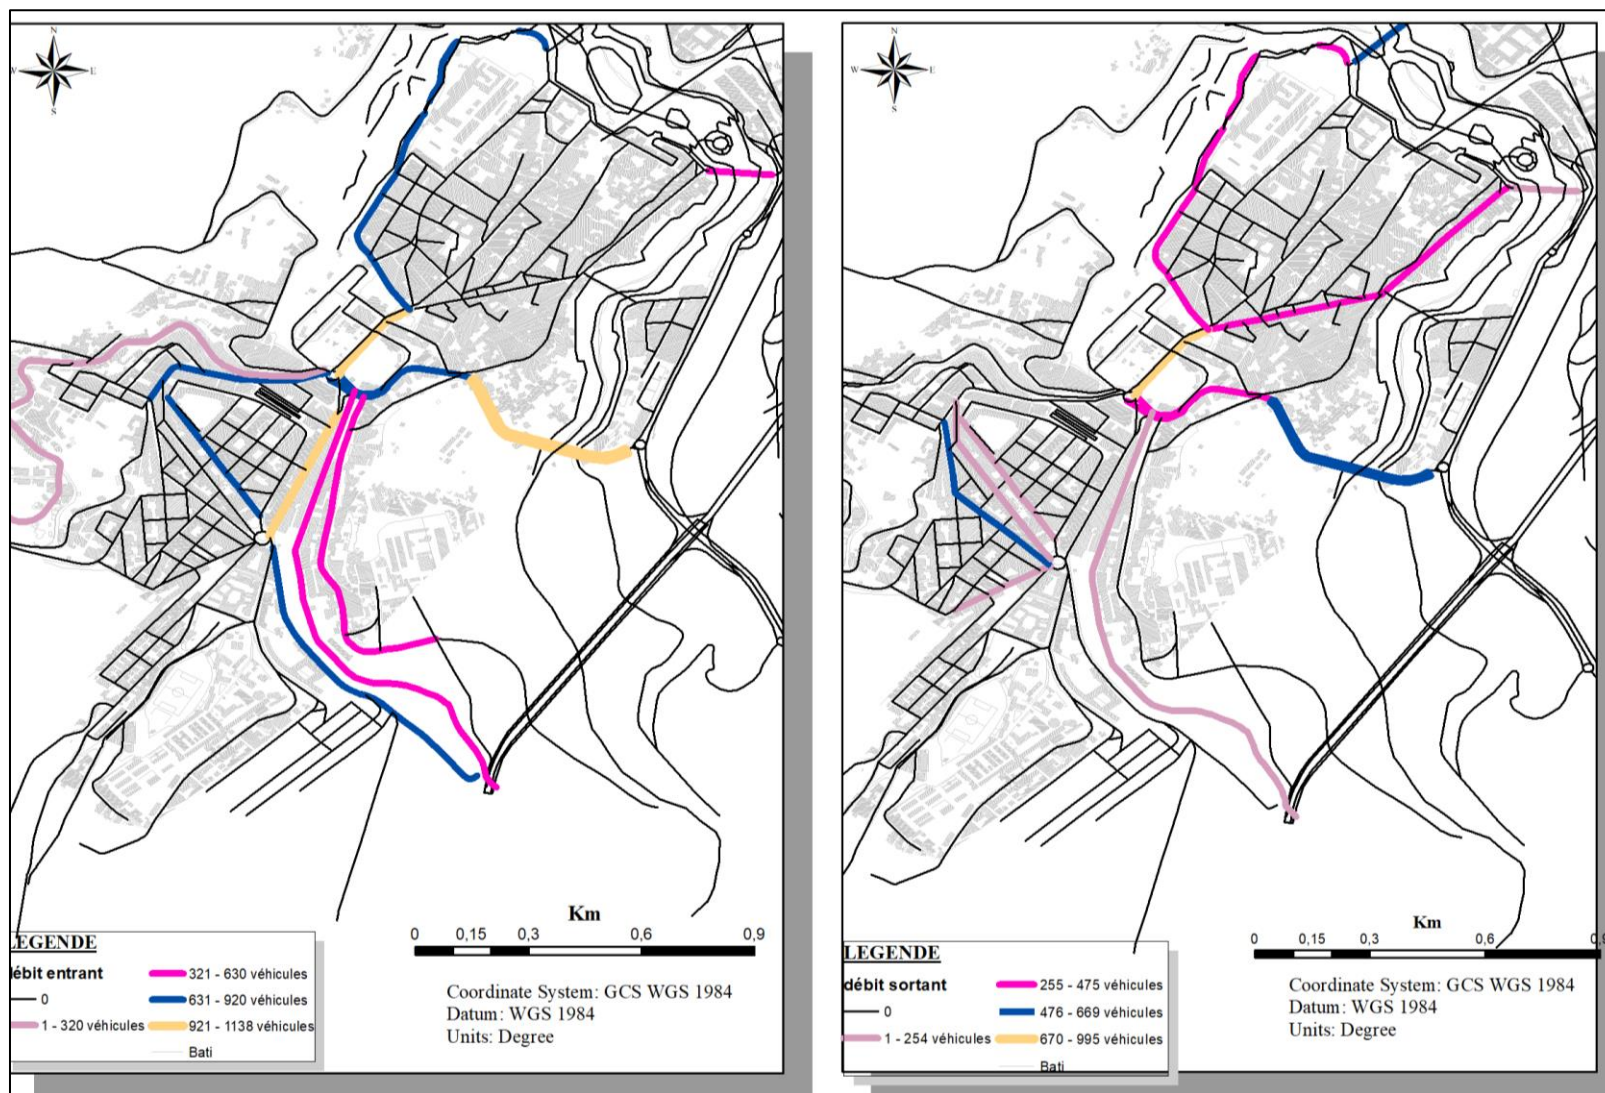 N
W E
S
Km
0 0,15 0,3 0,6 0,9
LEGENDE
débit entrant
0
1 - 320 véhicules
321 - 630 véhicules
631 - 920 véhicules
921 - 1138 véhicules
Bati
Coordinate System: GCS WGS 1984
Datum: WGS 1984
Units: Degree
N
W E
S
Km
0 0,15 0,3 0,6 0,9
LEGENDE
débit sortant
0
1 - 254 véhicules
255 - 475 véhicules
476 - 669 véhicules
670 - 995 véhicules
Bati
Coordinate System: GCS WGS 1984
Datum: WGS 1984
Units: Degree